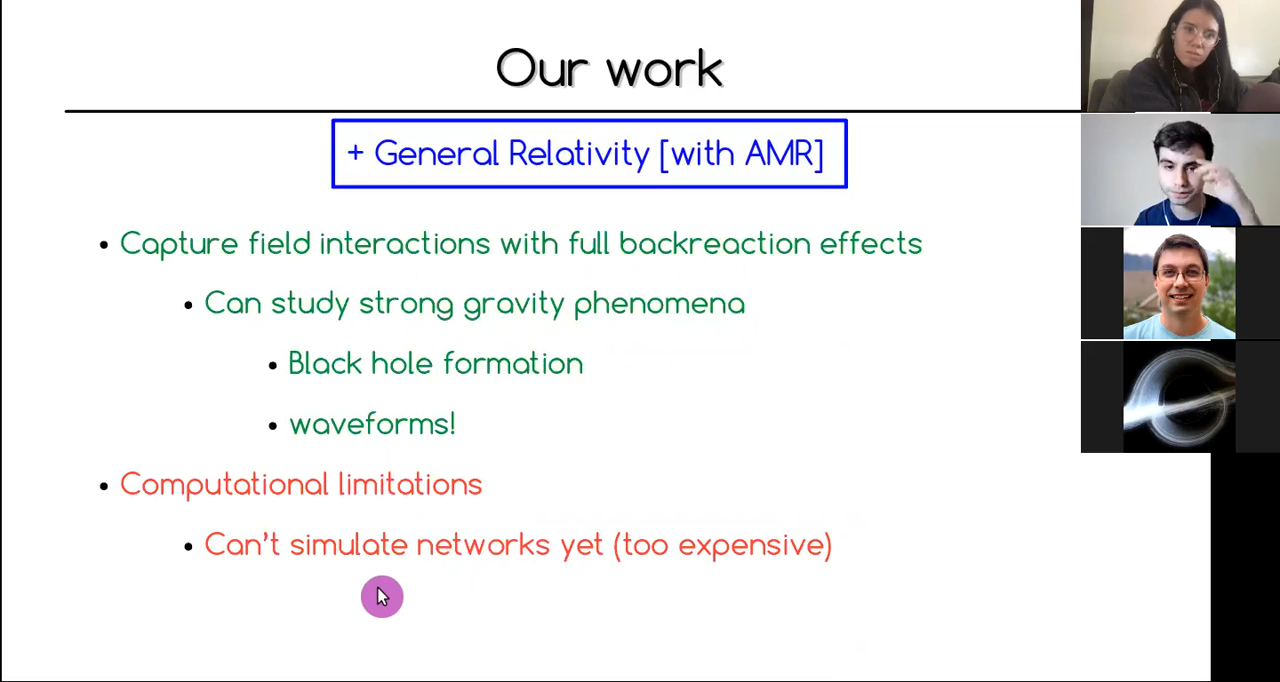 Our work
+ General Relativity [with AMR]
• Capture field interactions with full backreaction effects
• Can study strong gravity phenomena
• Black hole formation
• waveforms!
• Computational limitations
• Can't simulate networks yet (too expensive)